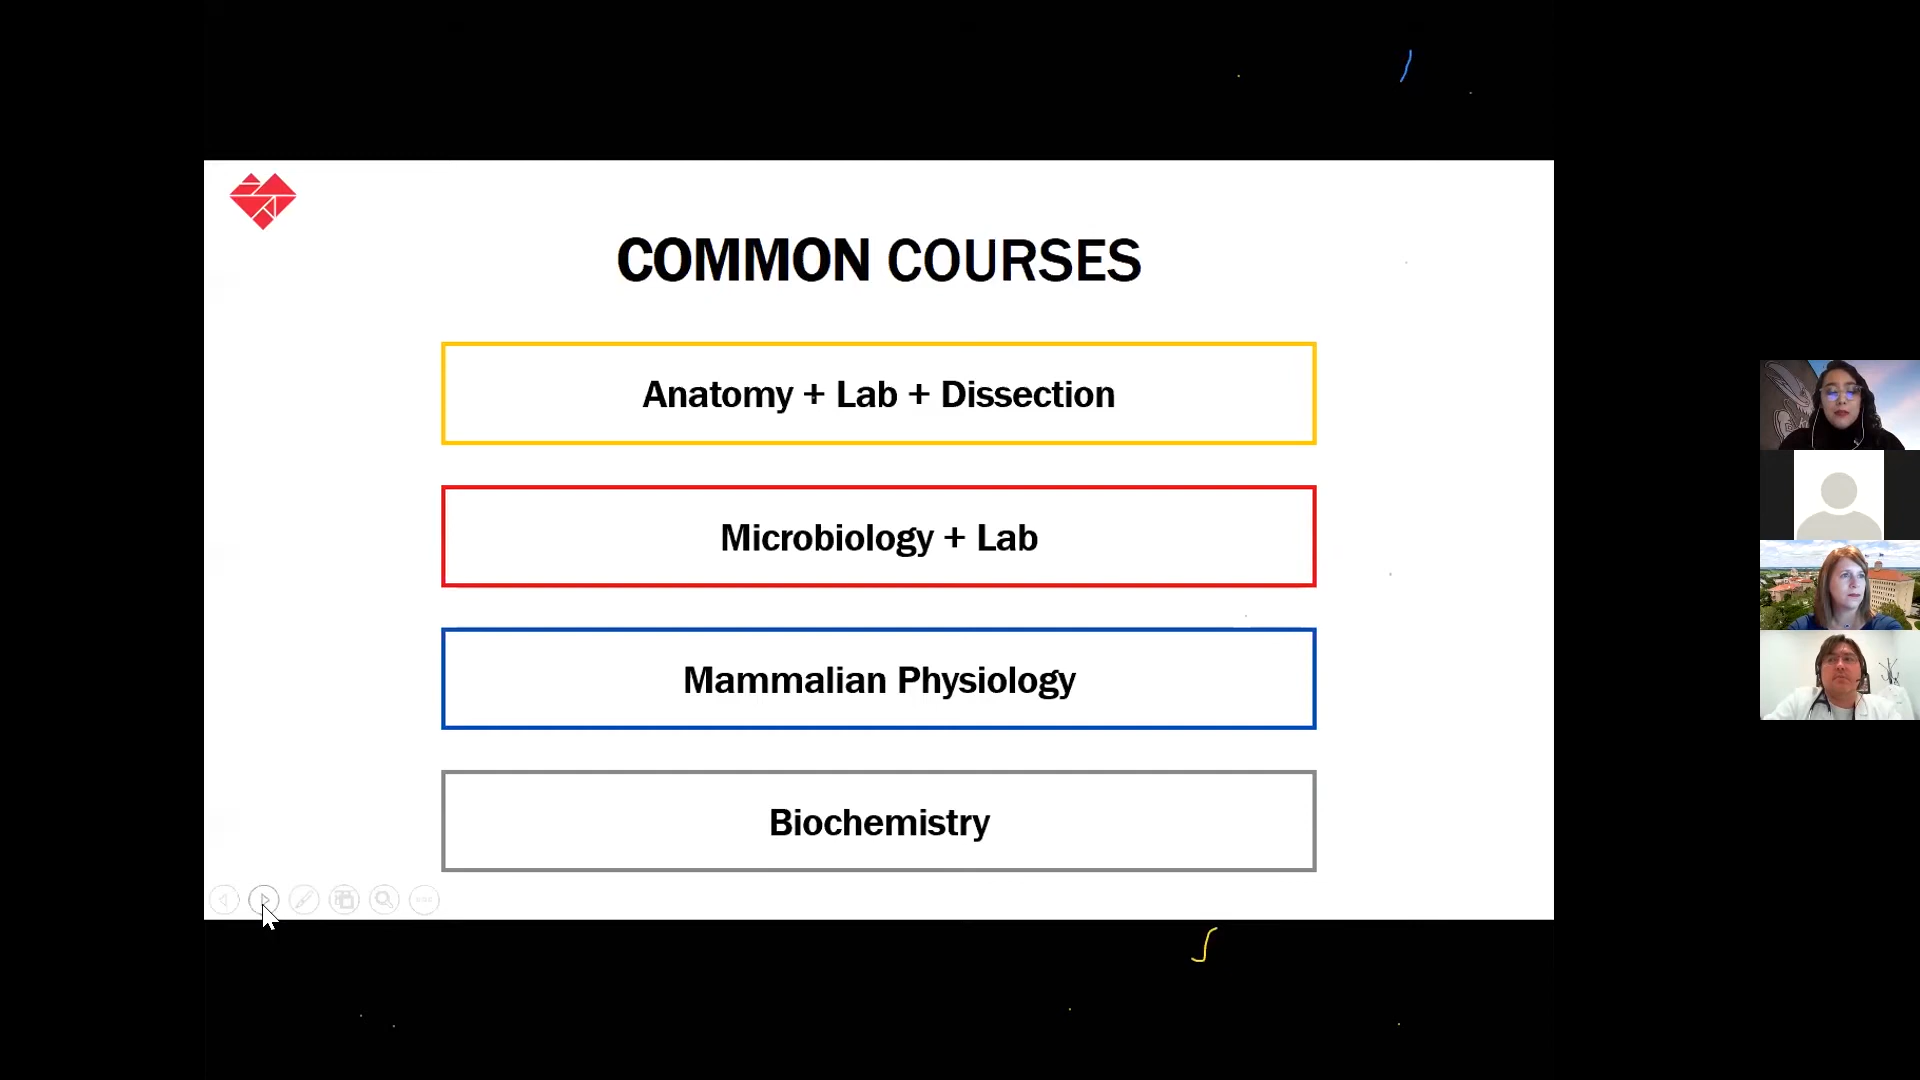 COMMON COURSES
Anatomy + Lab + Dissection
Microbiology + Lab
Mammalian Physiology
Biochemistry